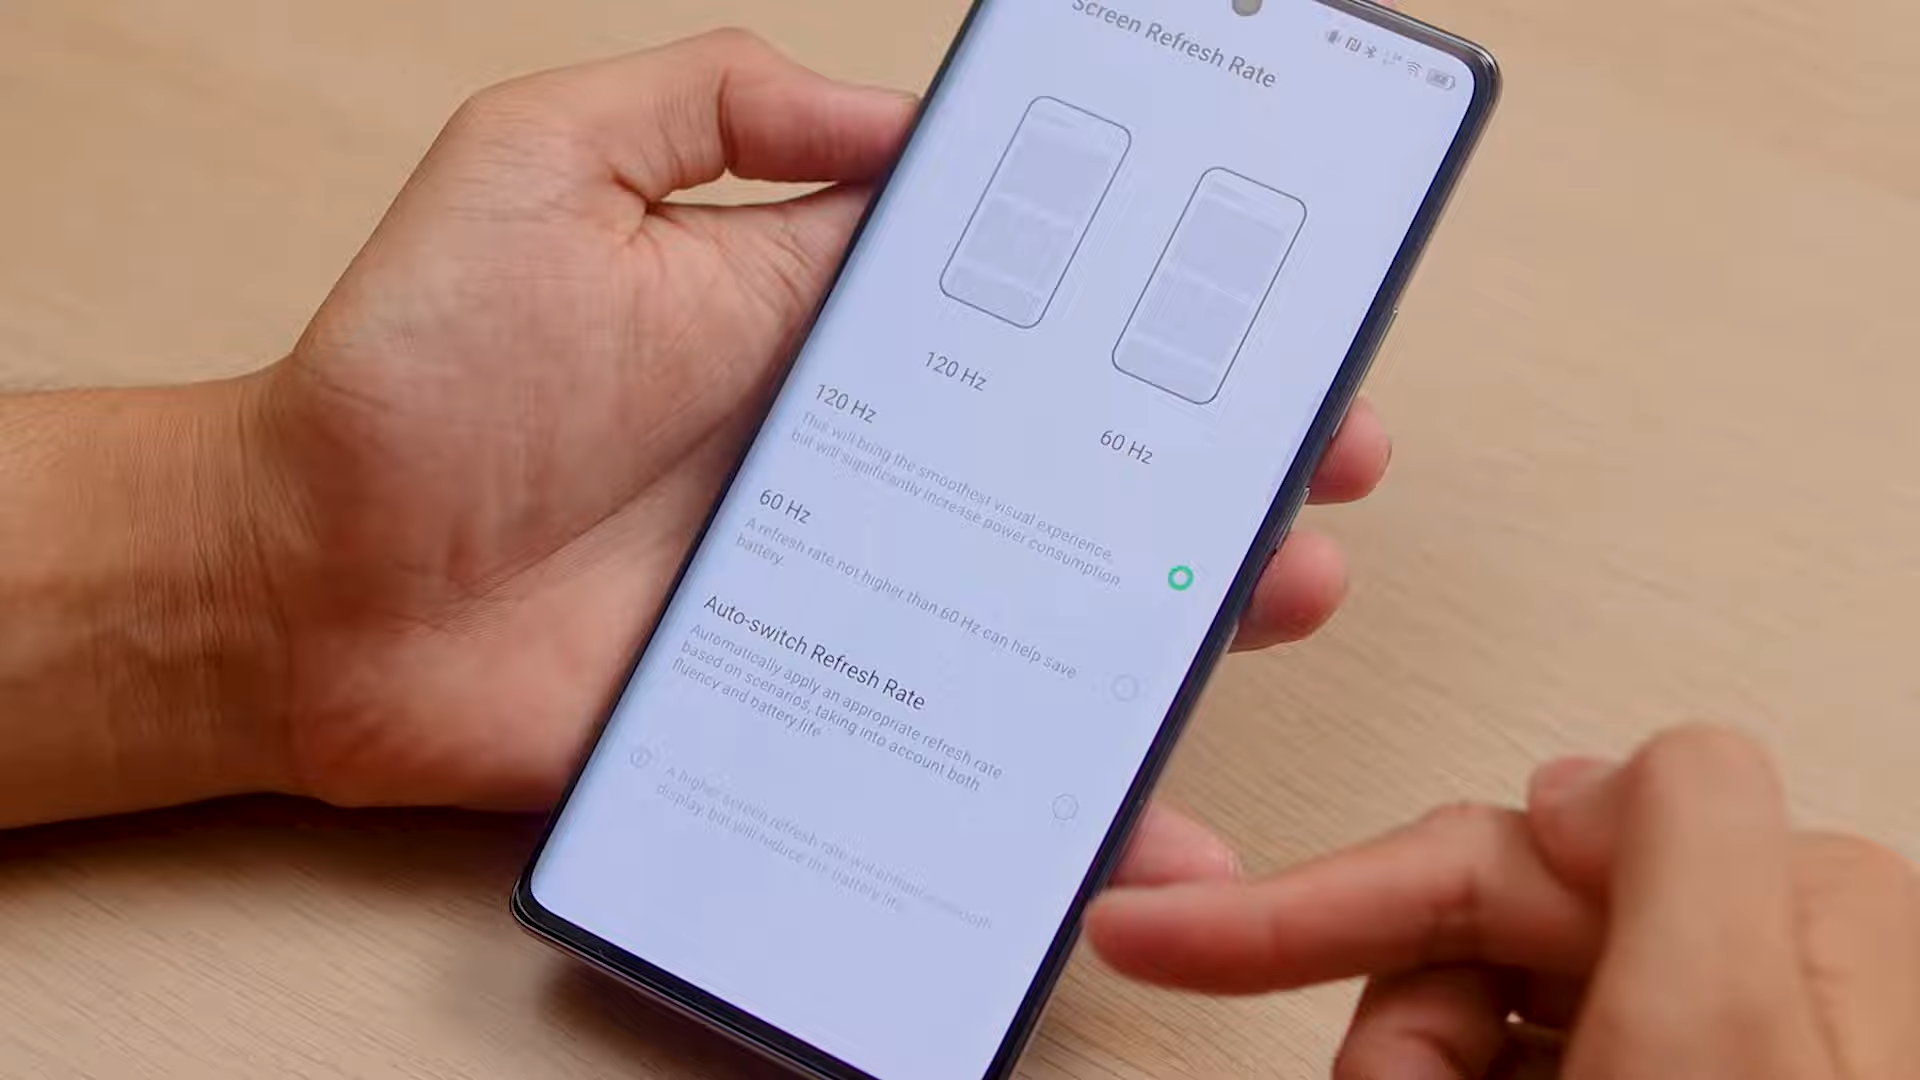 Screen Refresh Rate
120 Hz
60 Hz
120 Hz
This will bring the smoothest visual experience,
but will significantly increase power consumption
60 Hz
A refresh rate not higher than 60 Hz can help save
battery.
Auto-switch Refresh Rate
Automatically apply an appropriate refresh rate
based on scenarios, taking into account both
fluency and battery life
A higher screen refresh rate will enhance smooth
display, but will reduce the battery life